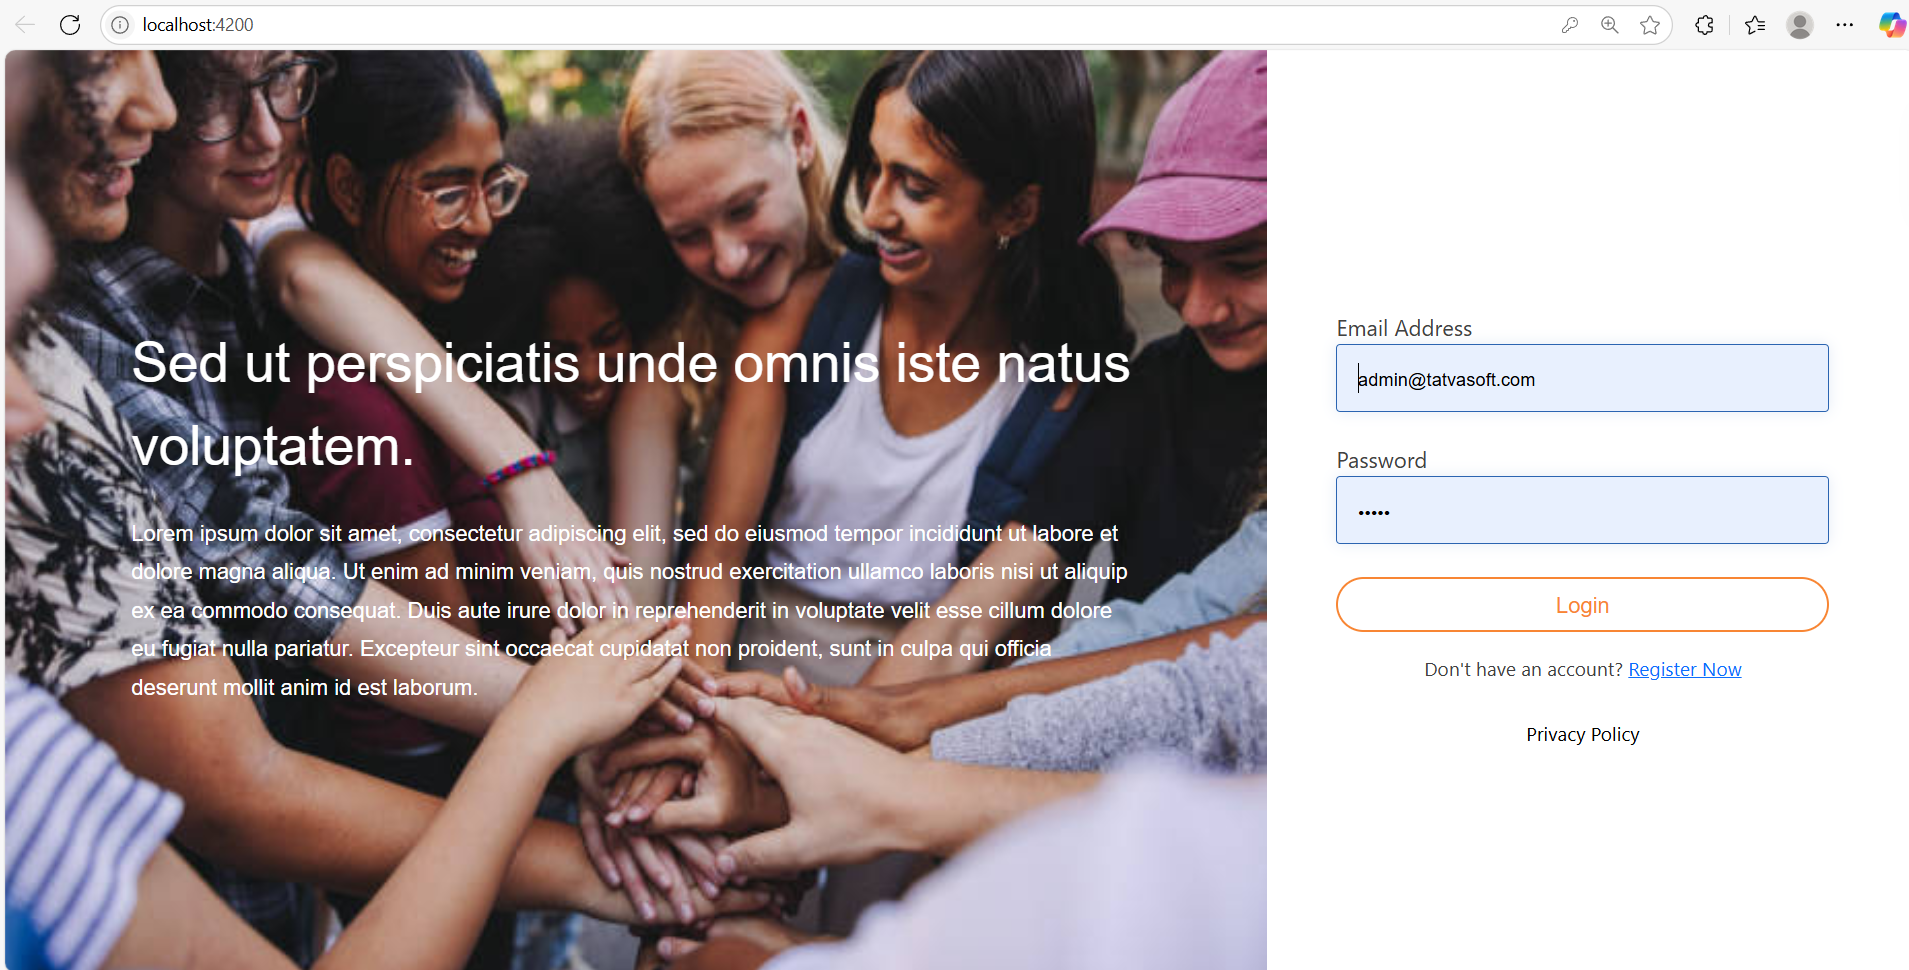 localhost:4200
Sed ut perspiciatis unde omnis iste natus
voluptatem.
Lorem ipsum dolor sit amet, consectetur adipiscing elit, sed do eiusmod tempor incididunt ut labore et
dolore magna aliqua. Ut enim ad minim veniam, quis nostrud exercitation ullamco laboris nisi ut aliquip
ex ea commodo consequat. Duis aute irure dolor in reprehenderit in voluptate velit esse cillum dolore
eu fugiat nulla pariatur. Excepteur sint occaecat cupidatat non proident, sunt in culpa qui officia
deserunt mollit anim id est laborum.
Email Address
admin@tatvasoft.com
Password
•••••
Login
Don't have an account? Register Now
Privacy Policy